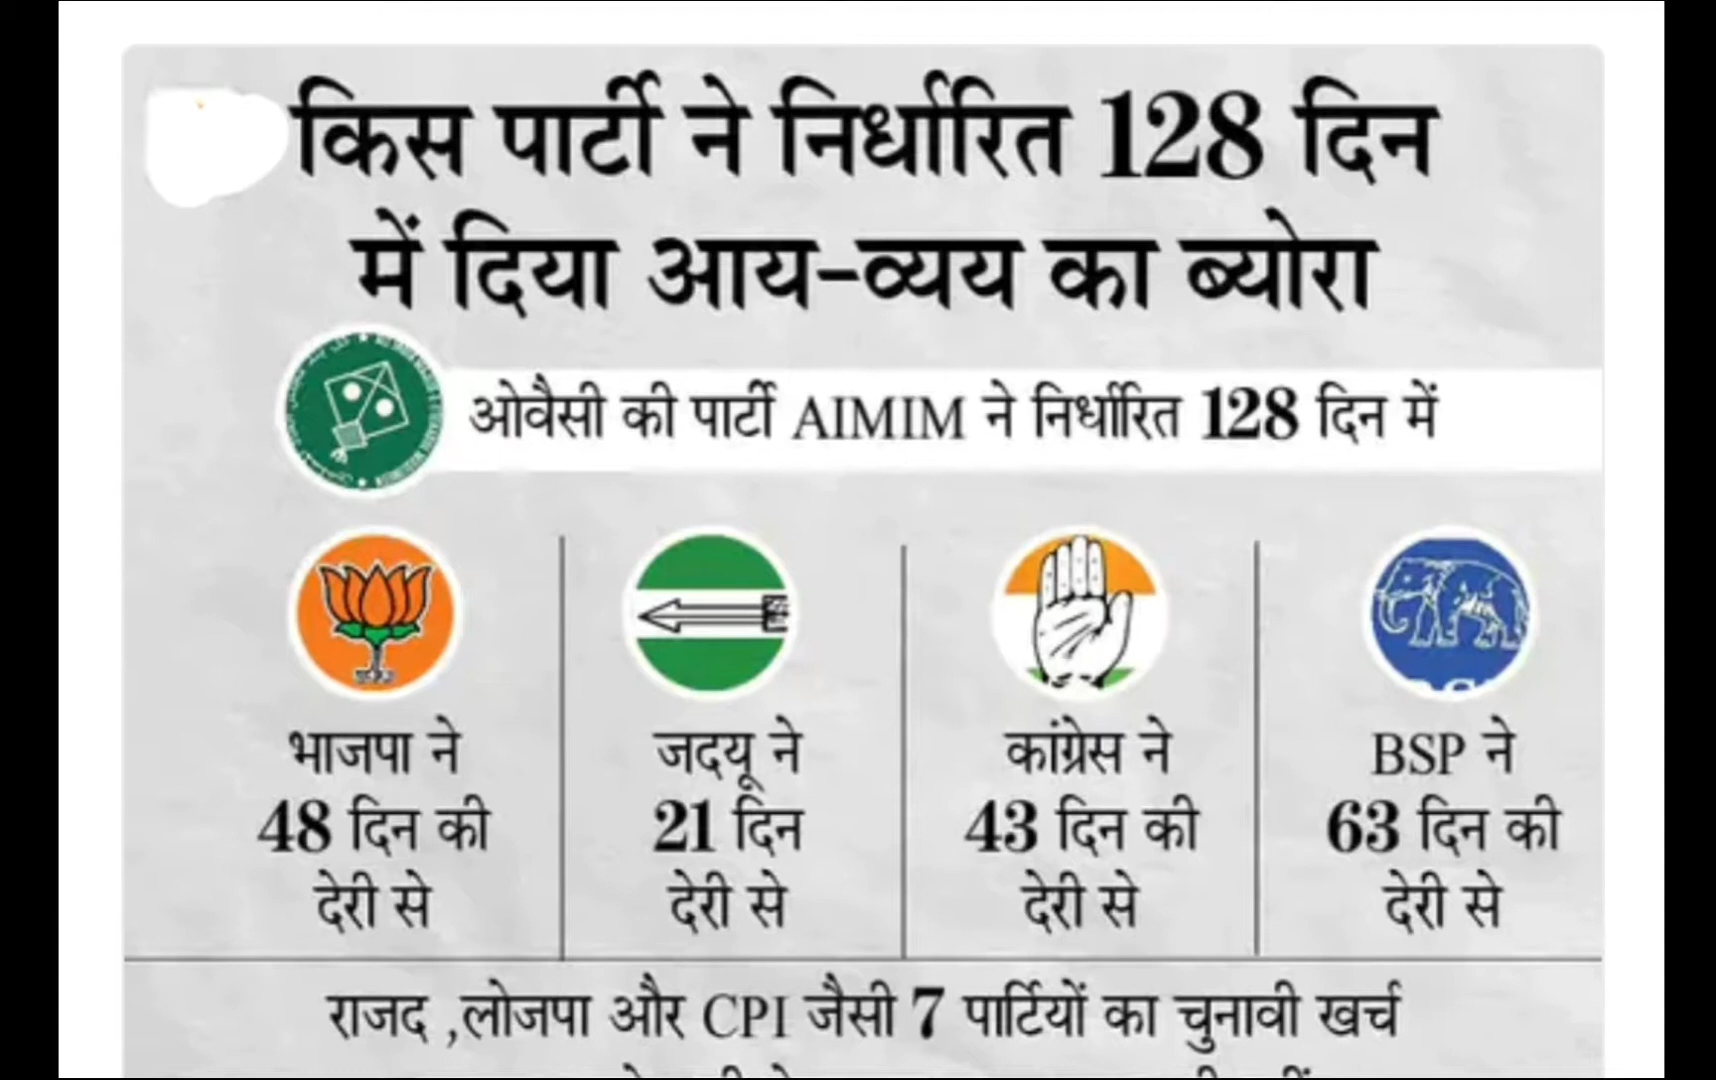 किस पार्टी ने निर्धारित 128 दिन
में दिया आय-व्यय का ब्योरा
ओवैसी की पार्टी AIMIM ने निर्धारित 128 दिन में
भाजपा ने
48 दिन की
देरी से
जदयू ने
21 दिन
देरी से
कांग्रेस ने
43 दिन की
देरी से
BSP ने
63 दिन की
देरी से
राजद ,लोजपा और CPI जैसी 7 पार्टियों का चुनावी खर्च